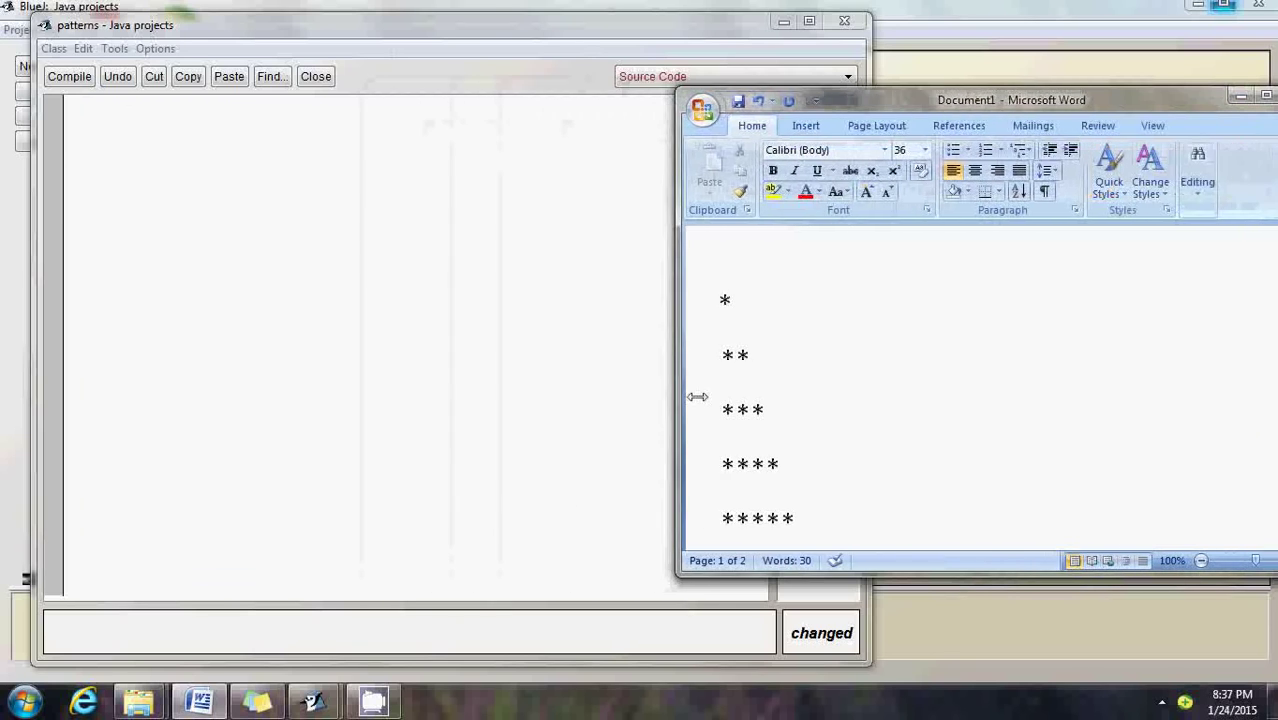 BlueJ: Java projects
patterns - Java projects
Class Edit Tools Options
Compile Undo Cut Copy Paste Find... Close
Source Code
Document1 - Microsoft Word
Home Insert Page Layout References Mailings Review View
Calibri (Body) 36
Paste
Quick Styles
Change Styles
Editing
Clipboard Font Paragraph Styles
*
**
***
****
*****
Page: 1 of 2 Words: 30 100%
changed
8:37 PM
1/24/2015